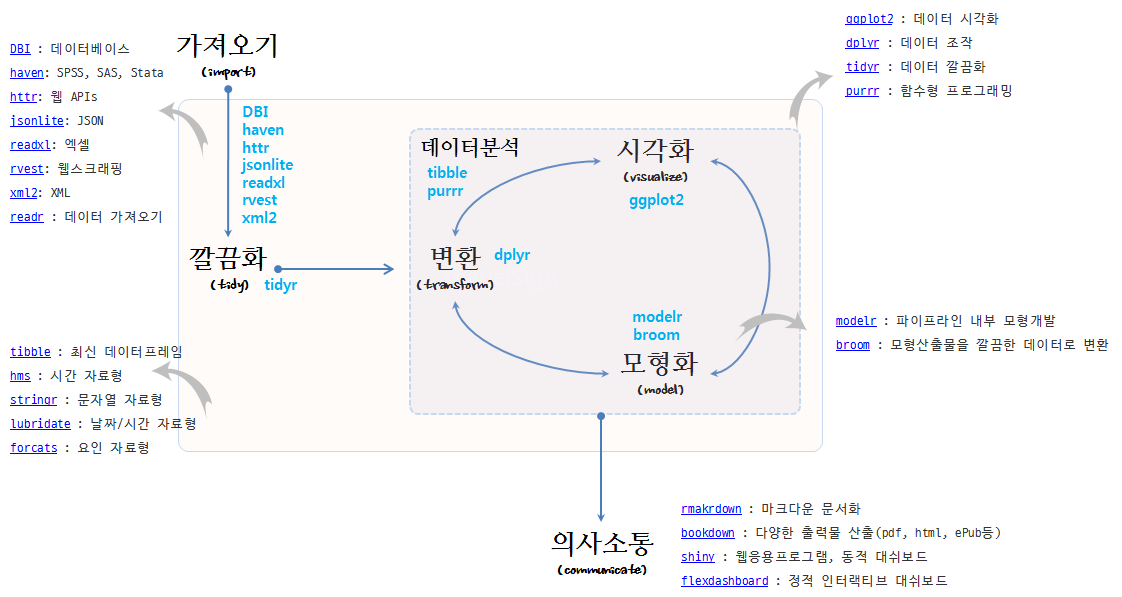 DBI : 데이터베이스
haven: SPSS, SAS, Stata
httr: 웹 APIs
jsonlite: JSON
readxl: 엑셀
rvest: 웹스크래핑
xml2: XML
readr : 데이터 가져오기
가져오기
(import)
DBI
haven
httr
jsonlite
readxl
rvest
xml2
깔끔화
(tidy)
tidyr
tibble : 최신 데이터프레임
hms : 시간 자료형
stringr : 문자열 자료형
lubridate : 날짜/시간 자료형
forcats : 요인 자료형
데이터분석
tibble
purrr
시각화
(visualize)
ggplot2
변환
(transform)
dplyr
modelr
broom
모형화
(model)
ggplot2 : 데이터 시각화
dplyr : 데이터 조작
tidyr : 데이터 깔끔화
purrr : 함수형 프로그래밍
modelr : 파이프라인 내부 모형개발
broom : 모형산출물을 깔끔한 데이터로 변환
의사소통
(communicate)
rmakrdown : 마크다운 문서화
bookdown : 다양한 출력물 산출(pdf, html, ePub등)
shiny : 웹응용프로그램, 동적 대쉬보드
flexdashboard : 정적 인터랙티브 대쉬보드